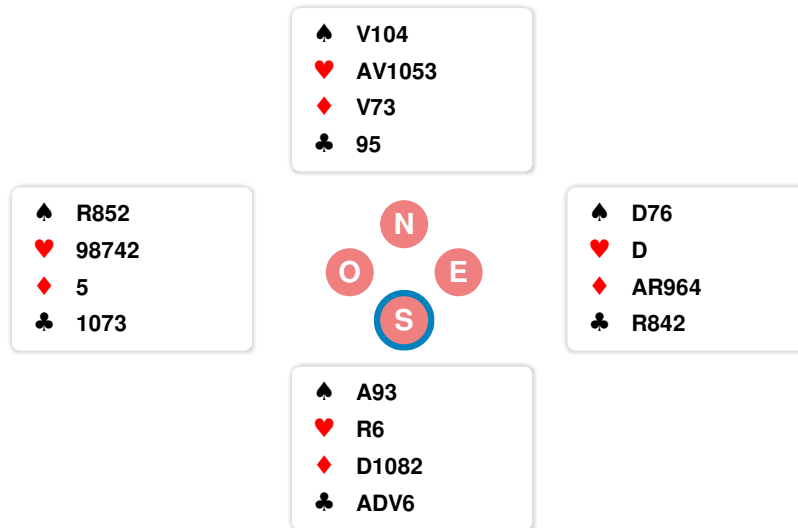 ♠ V104
♥ AV1053
♦ V73
♣ 95
♠ R852
♥ 98742
♦ 5
♣ 1073
N
O E
S
♠ D76
♥ D
♦ AR964
♣ R842
♠ A93
♥ R6
♦ D1082
♣ ADV6